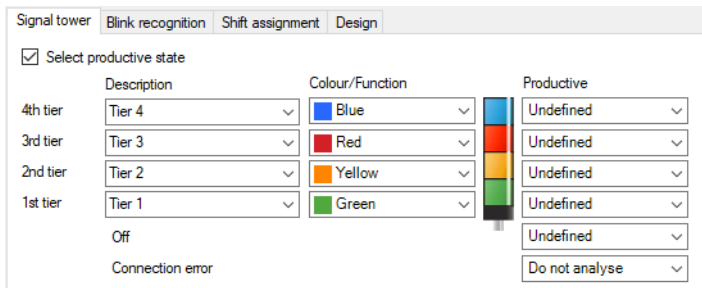 Signal tower Blink recognition Shift assignment Design
Select productive state
Description Colour/Function Productive
4th tier Tier 4 Blue Undefined
3rd tier Tier 3 Red Undefined
2nd tier Tier 2 Yellow Undefined
1st tier Tier 1 Green Undefined
Off Undefined
Connection error Do not analyse